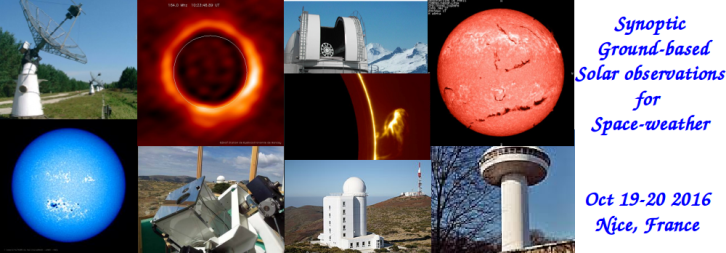 Synoptic
Ground-based
Solar observations
for
Space-weather
Oct 19-20 2016
Nice, France